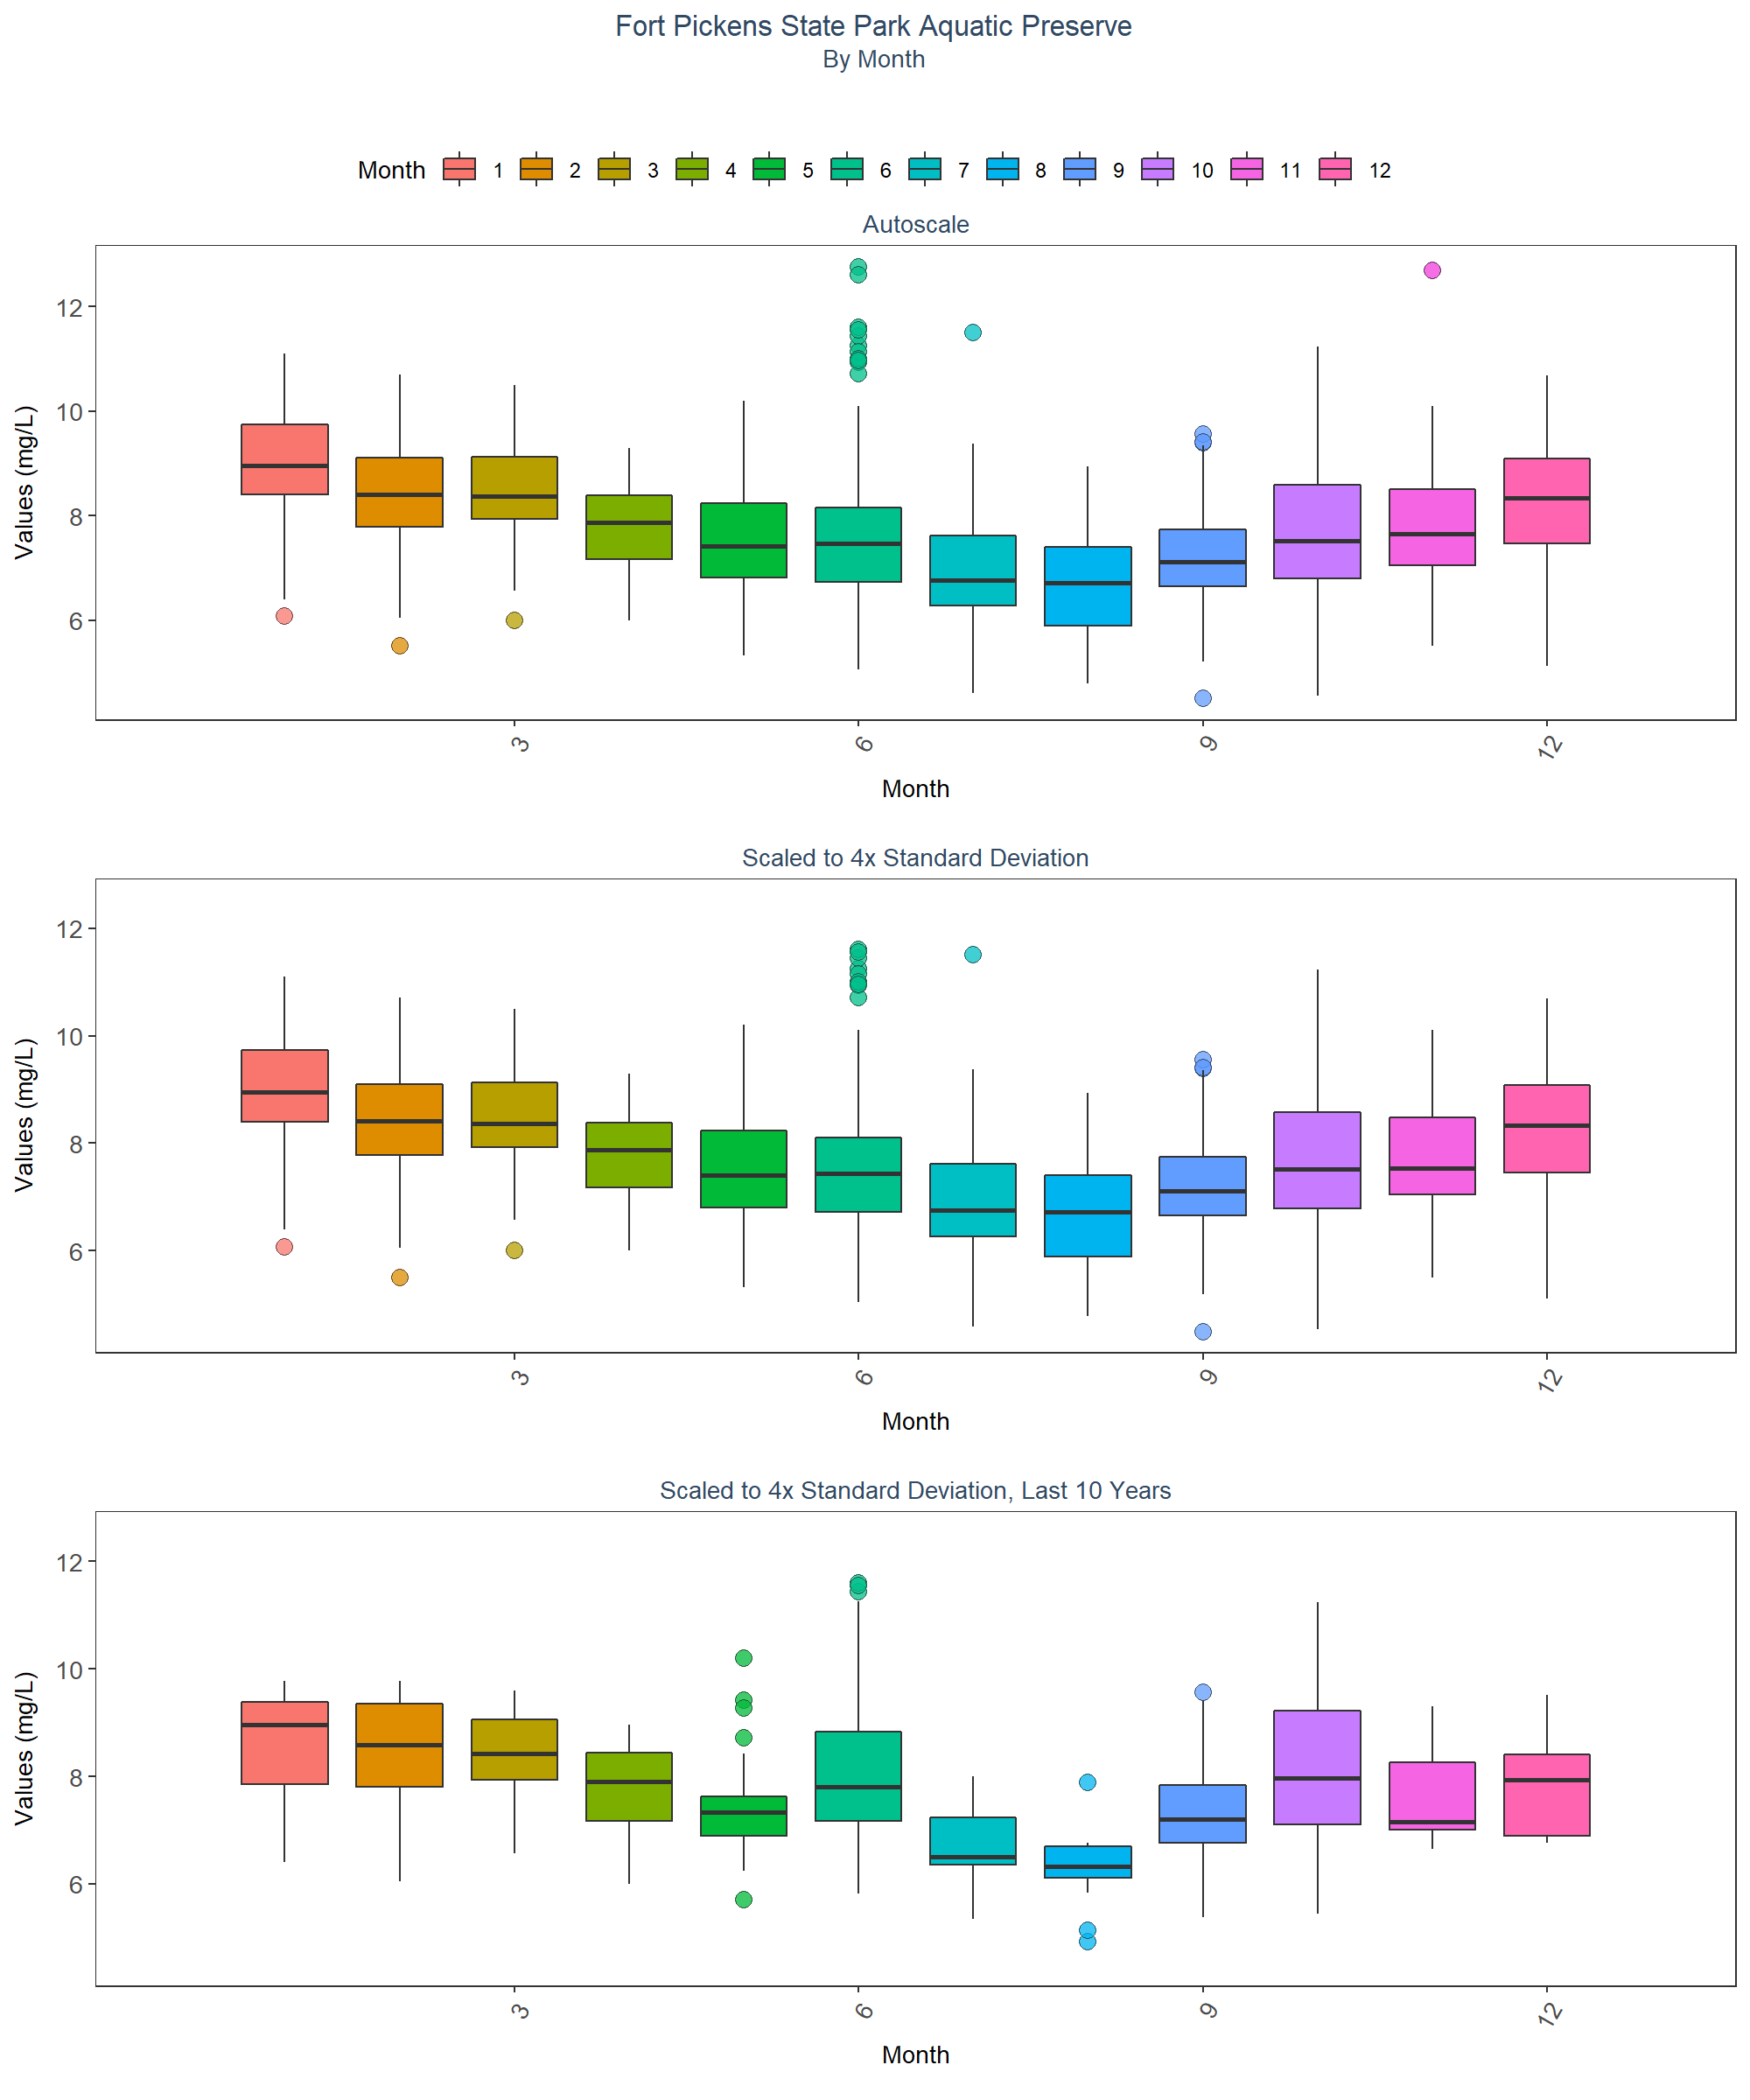 Fort Pickens State Park Aquatic Preserve
By Month
Month 1 2 3 4 5 6 7 8 9 10 11 12
Autoscale
Values (mg/L)
12
10
8
6
3 6 9 12
Month
Scaled to 4x Standard Deviation
Values (mg/L)
12
10
8
6
3 6 9 12
Month
Scaled to 4x Standard Deviation, Last 10 Years
Values (mg/L)
12
10
8
6
3 6 9 12
Month